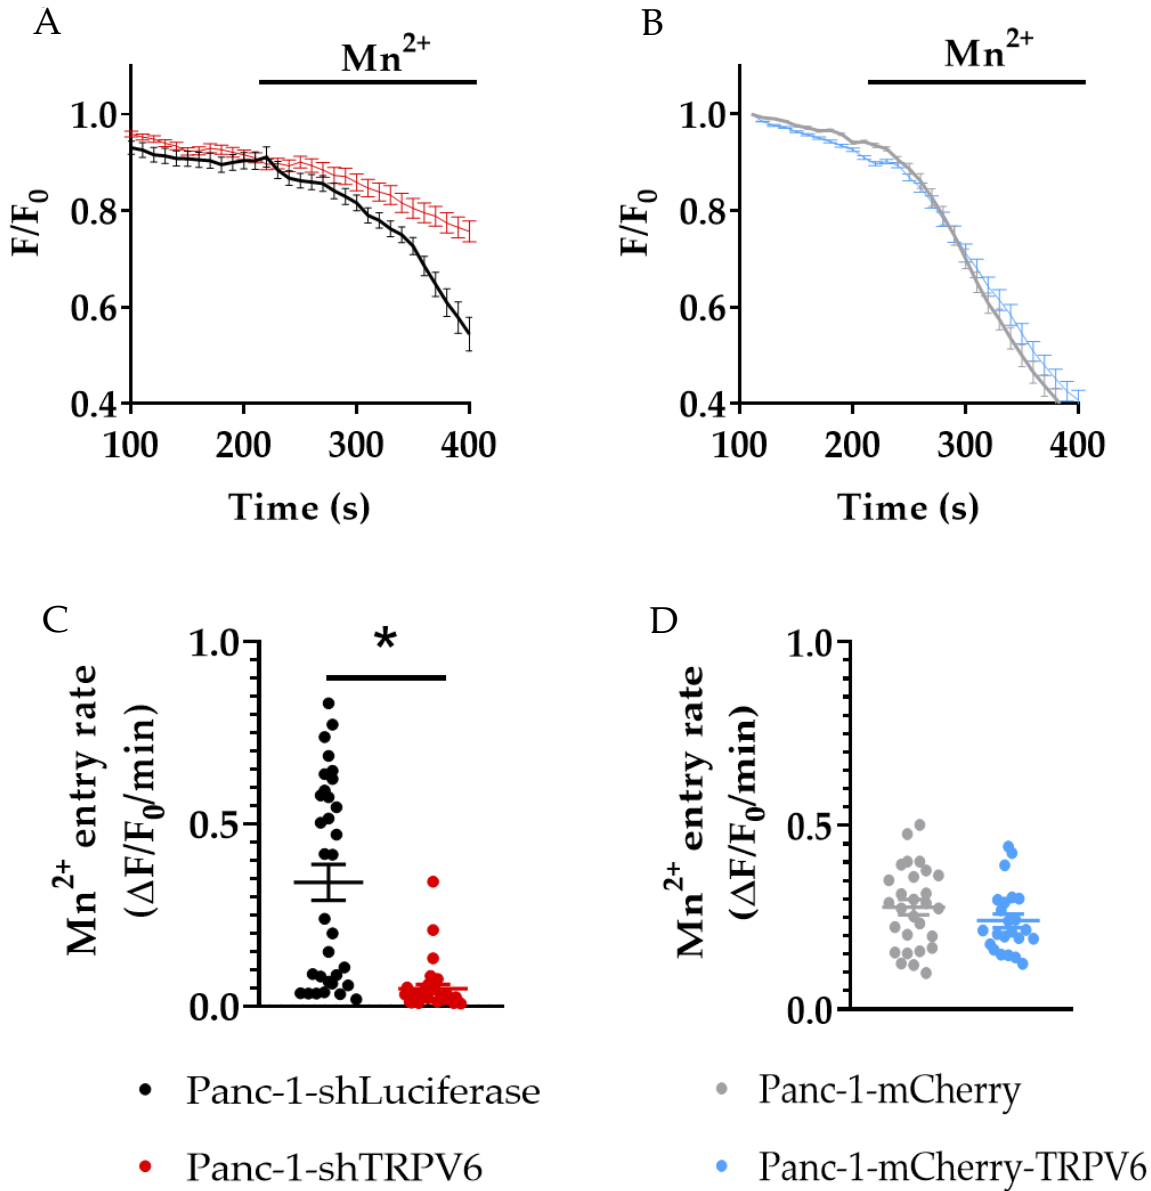 A
Mn²⁺
F/F₀
1.0
0.8
0.6
0.4
100 200 300 400
Time (s)
B
Mn²⁺
F/F₀
1.0
0.8
0.6
0.4
100 200 300 400
Time (s)
C
*
Mn²⁺ entry rate
(ΔF/F₀/min)
1.0
0.5
0.0
D
Mn²⁺ entry rate
(ΔF/F₀/min)
1.0
0.5
0.0
Panc-1-shLuciferase
Panc-1-shTRPV6
Panc-1-mCherry
Panc-1-mCherry-TRPV6